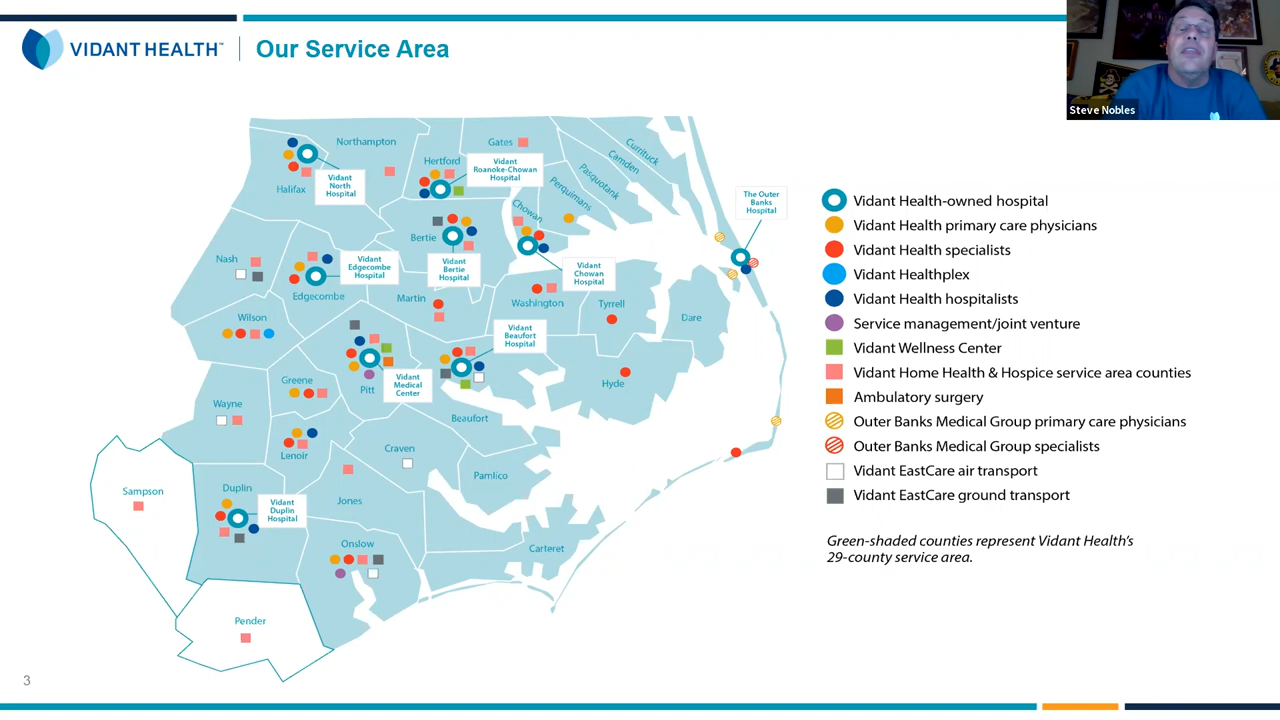 VIDANT HEALTH™
Our Service Area
Steve Nobles
Northampton
Gates
Currituck
Camden
Pasquotank
Perquimans
Hertford
Vidant
Roanoke-Chowan
Hospital
Halifax
Vidant
North
Hospital
Chowan
The Outer
Banks
Hospital
Bertie
Vidant
Bertie
Hospital
Nash
Vidant
Edgecombe
Hospital
Edgecombe
Vidant
Chowan
Hospital
Martin
Washington
Tyrrell
Dare
Wilson
Vidant
Beaufort
Hospital
Greene
Pitt
Vidant
Medical
Center
Hyde
Wayne
Beaufort
Lenoir
Craven
Pamlico
Sampson
Duplin
Vidant
Duplin
Hospital
Jones
Onslow
Carteret
Pender
Vidant Health-owned hospital
Vidant Health primary care physicians
Vidant Health specialists
Vidant Healthplex
Vidant Health hospitalists
Service management/joint venture
Vidant Wellness Center
Vidant Home Health & Hospice service area counties
Ambulatory surgery
Outer Banks Medical Group primary care physicians
Outer Banks Medical Group specialists
Vidant EastCare air transport
Vidant EastCare ground transport
Green-shaded counties represent Vidant Health's
29-county service area.
3